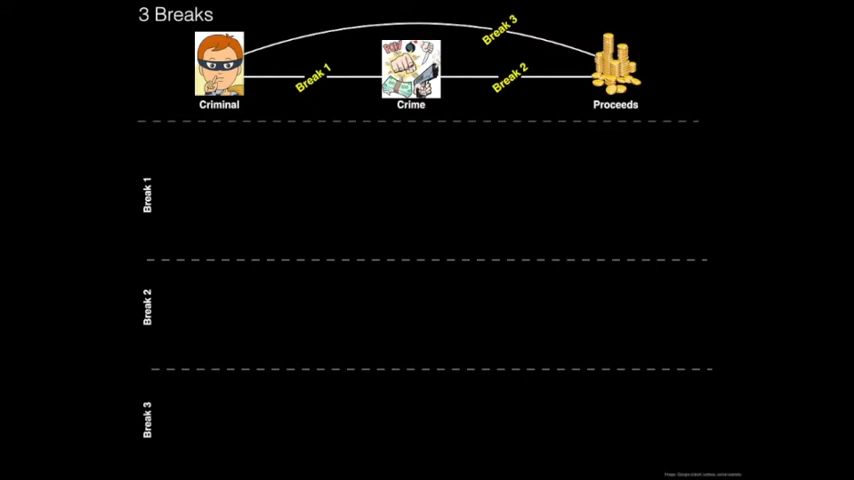 3 Breaks
Break 3
Break 1
Break 2
Criminal
Crime
Proceeds
Break 1
Break 2
Break 3